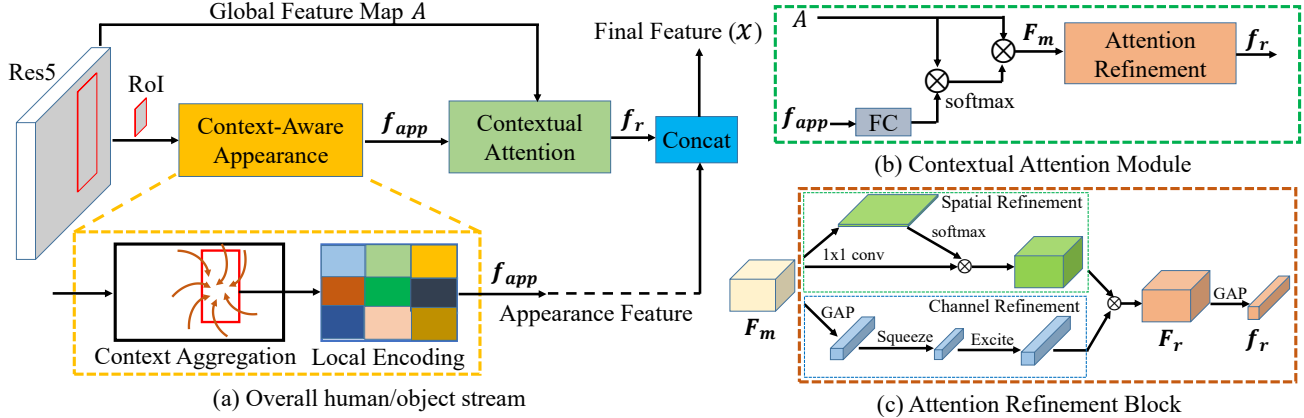 Global Feature Map A
Res5
RoI
Context-Aware
Appearance
f_app
Contextual
Attention
f_r
Concat
Final Feature (x)
Context Aggregation
Local Encoding
f_app
Appearance Feature
(a) Overall human/object stream
A
F_m
Attention
Refinement
f_r
softmax
f_app
FC
(b) Contextual Attention Module
Spatial Refinement
softmax
1x1 conv
F_m
Channel Refinement
GAP
Squeeze
Excite
F_r
GAP
f_r
(c) Attention Refinement Block